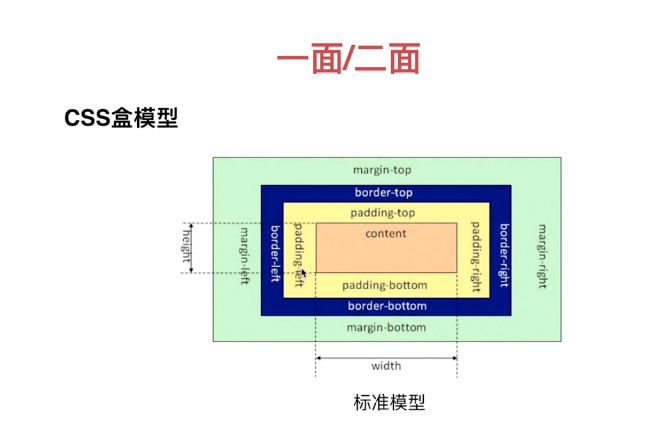 一面/二面
CSS盒模型
margin-top
border-top
padding-top
content
height
margin-left
border-left
padding-left
padding-right
border-right
margin-right
padding-bottom
border-bottom
margin-bottom
width
标准模型